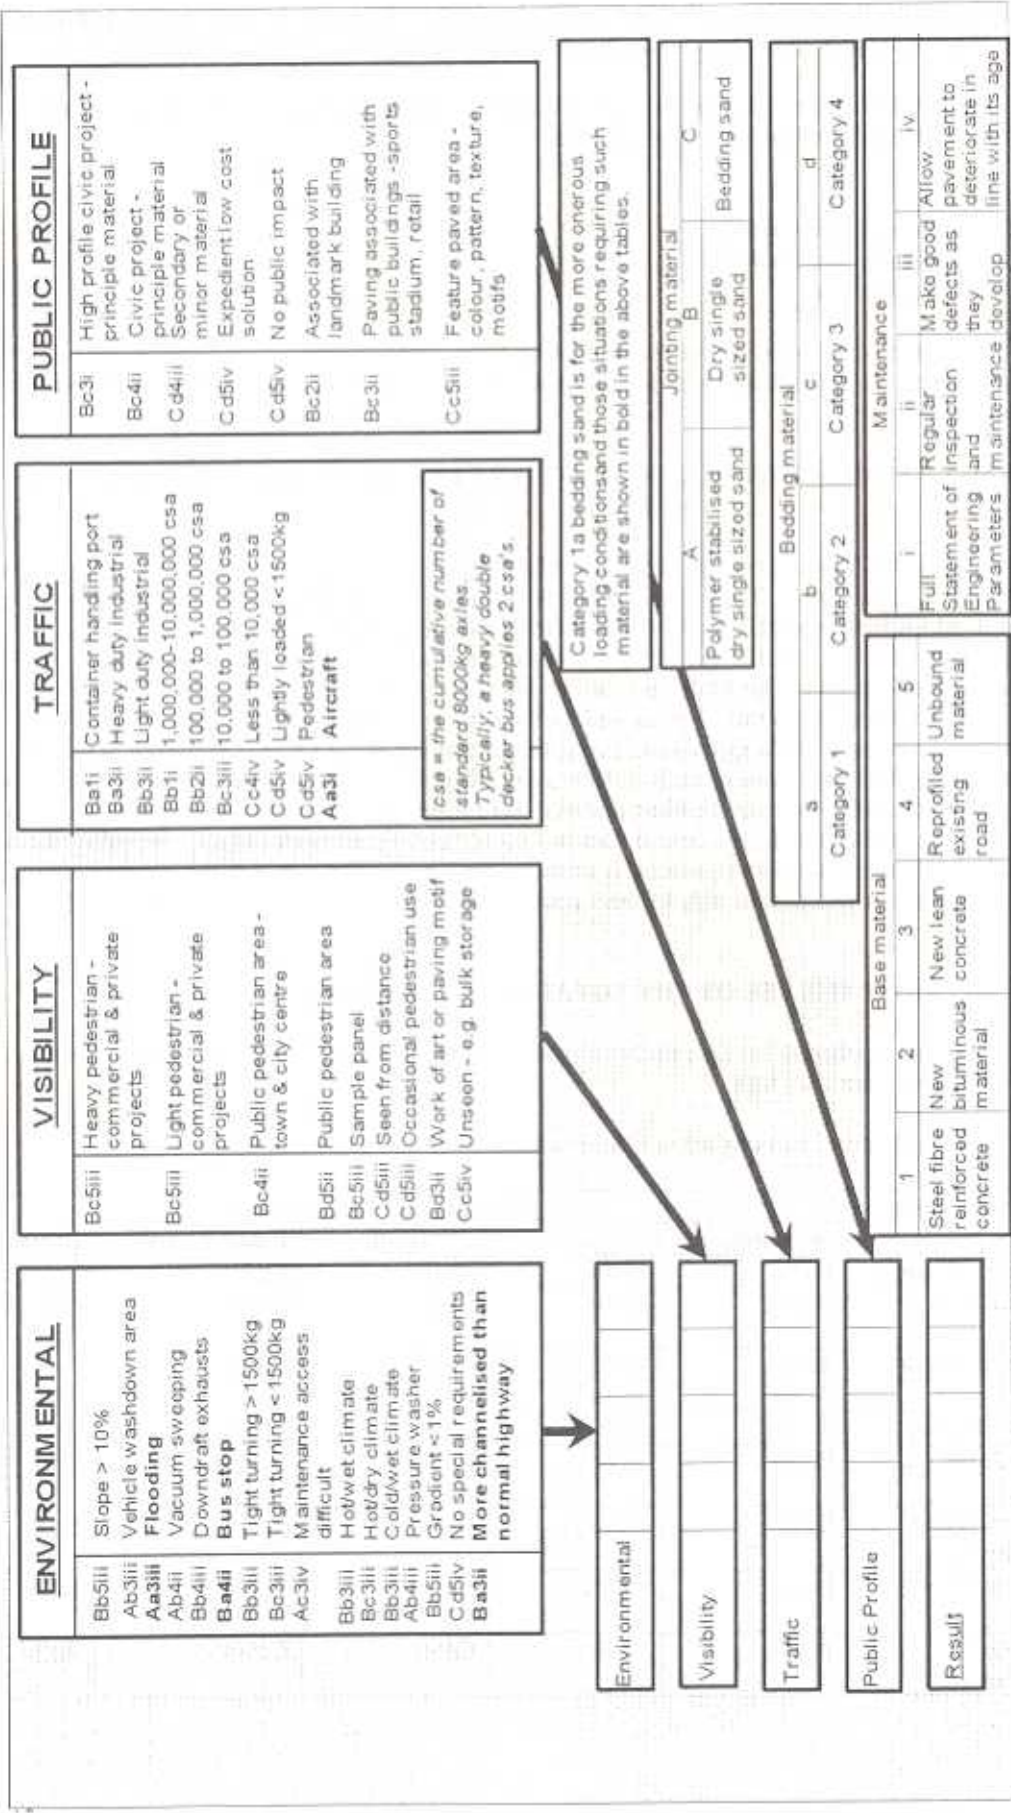 ENVIRONMENTAL
Bb5iii Slope > 10%
Ab3iii Vehicle washdown area
Aa3iii Flooding
Ab4ii Vacuum sweeping
Bb4iii Downdraft exhausts
Ba4ii Bus stop
Bb3iii Tight turning > 1500kg
Bc3iii Tight turning < 1500kg
Ac3iv Maintenance access
difficult
Bb3iii Hot/wet climate
Bc3iii Hot/dry climate
Bb3iii Cold/wet climate
Ab4iii Pressure washer
Bb5iii Gradient < 1%
Cd5iv No special requirements
Ba3ii More channelised than
normal highway
VISIBILITY
Bc5iii Heavy pedestrian -
commercial & private
projects
Bc5iii Light pedestrian -
commercial & private
projects
Bc4ii Public pedestrian area -
town & city centre
Bd5ii Public pedestrian area
Bc5iii Sample panel
Cd5iii Seen from distance
Cd5iii Occasional pedestrian use
Bd3ii Work of art or paving motif
Cc5iv Unseen - e.g. bulk storage
TRAFFIC
Ba1i Container handling port
Ba3ii Heavy duty industrial
Bb3ii Light duty industrial
Bb1i 1,000,000-10,000,000 csa
Bb2ii 100,000 to 1,000,000 csa
Bc3iii 10,000 to 100,000 csa
Cc4iv Less than 10,000 csa
Cd5iv Lightly loaded <1500kg
Cd5iv Pedestrian
Aa3i Aircraft
csa = the cumulative number of
standard 8000kg axles.
Typically, a heavy double
decker bus applies 2 csa's.
PUBLIC PROFILE
Bc3i High profile civic project -
principle material
Bc4ii Civic project -
principle material
Cd4iii Secondary or
minor material
Cd5iv Expedient low cost
solution
Cd5iv No public impact
Bc2ii Associated with
landmark building
Bc3ii Paving associated with
public buildings - sports
stadium, retail
Cc5iii Feature paved area -
colour, pattern, texture,
motifs
Category 1a bedding sand is for the more onerous
loading conditions and those situations requiring such
material are shown in bold in the above tables.
Environmental
Visibility
Traffic
Public Profile
Result
Jointing material
A B C
Polymer stabilised Dry single Bedding sand
dry single sized sand sized sand
Bedding material
a b c d
Category 1 Category 2 Category 3 Category 4
Base material
1 2 3 4 5
Steel fibre New New lean Reprofiled Unbound
reinforced bituminous concrete existing material
concrete material road
Maintenance
i ii iii iv.
Full Regular Make good Allow
Statement of inspection defects as pavement to
Engineering and they deteriorate in
Parameters maintenance develop line with its age